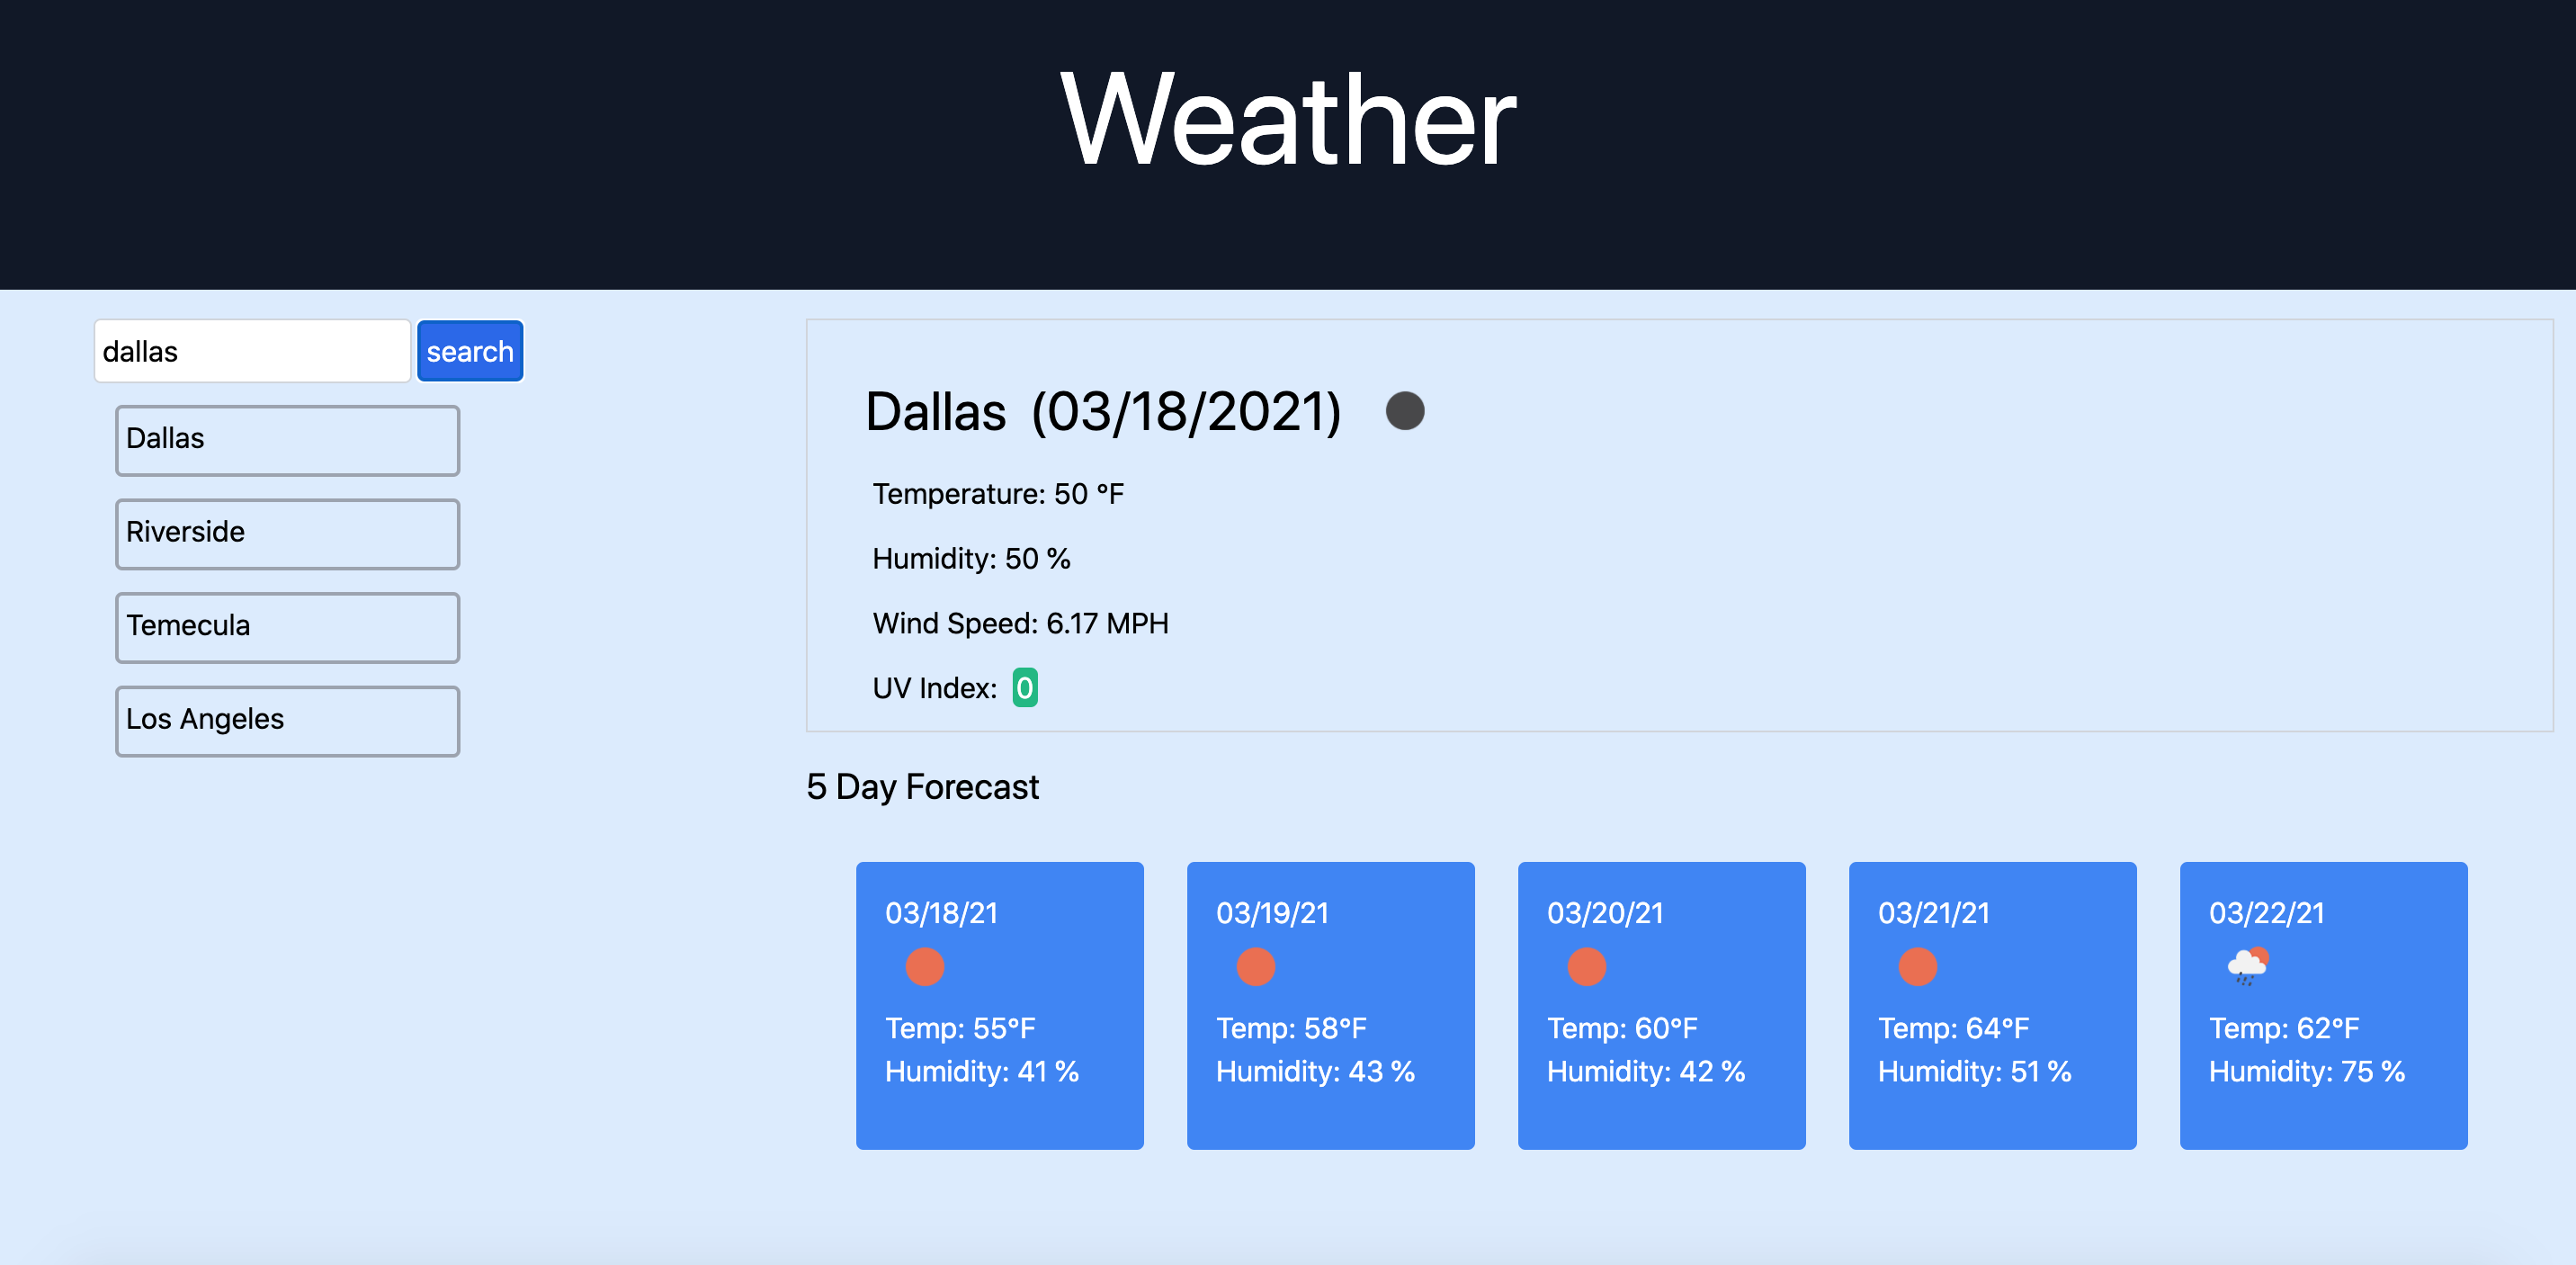 Weather
dallas
search
Dallas
Riverside
Temecula
Los Angeles
Dallas (03/18/2021)
Temperature: 50 °F
Humidity: 50 %
Wind Speed: 6.17 MPH
UV Index: 0
5 Day Forecast
03/18/21
Temp: 55°F
Humidity: 41 %
03/19/21
Temp: 58°F
Humidity: 43 %
03/20/21
Temp: 60°F
Humidity: 42 %
03/21/21
Temp: 64°F
Humidity: 51 %
03/22/21
Temp: 62°F
Humidity: 75 %